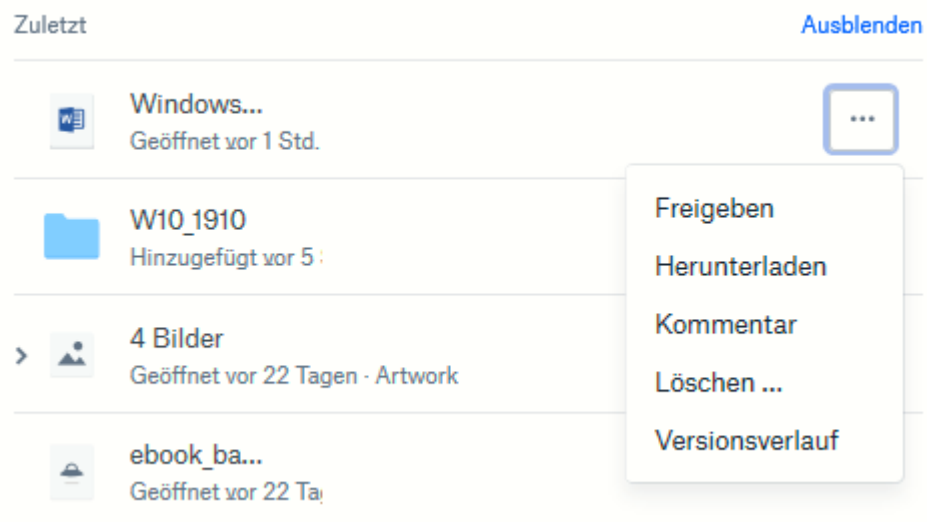 Zuletzt
Ausblenden
Windows...
Geöffnet vor 1 Std.
W10_1910
Hinzugefügt vor 5
4 Bilder
Geöffnet vor 22 Tagen · Artwork
ebook_ba...
Geöffnet vor 22
Freigeben
Herunterladen
Kommentar
Löschen ...
Versionsverlauf